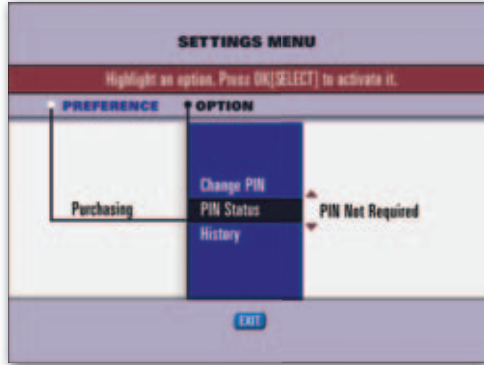 SETTINGS MENU
Highlight an option. Press OK[SELECT] to activate it.
PREFERENCE OPTION
Change PIN
Purchasing PIN Status PIN Not Required
History
EXIT